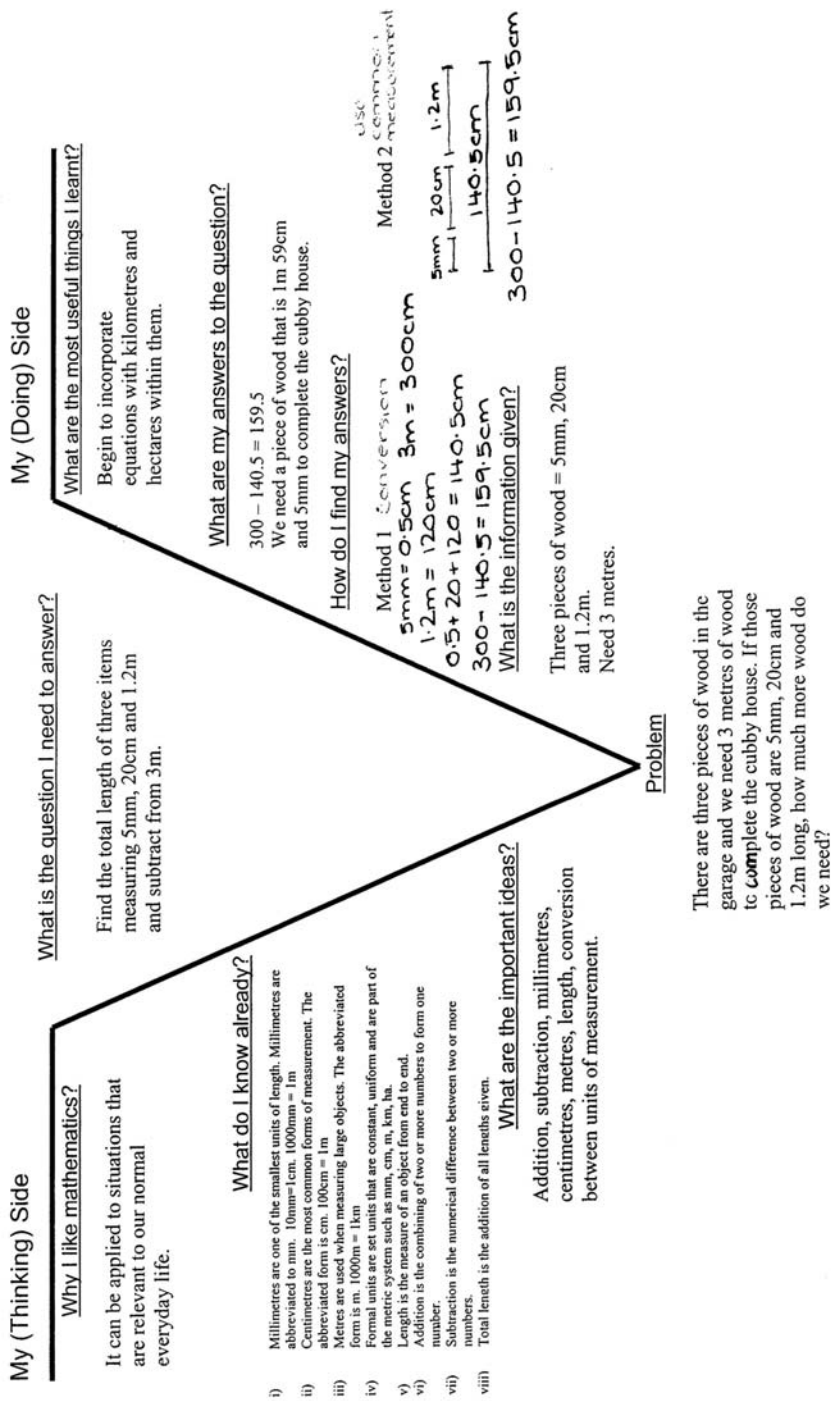 My (Thinking) Side
Why I like mathematics?
It can be applied to situations that
are relevant to our normal
everyday life.
What do I know already?
i) Millimetres are one of the smallest units of length. Millimetres are
abbreviated to mm. 10mm=1cm. 1000mm = 1m
ii) Centimetres are the most common forms of measurement. The
abbreviated form is cm. 100cm = 1m
iii) Metres are used when measuring large objects. The abbreviated
form is m. 1000m = 1km
iv) Formal units are set units that are constant, uniform and are part of
the metric system such as mm, cm, m, km, ha.
v) Length is the measure of an object from end to end.
vi) Addition is the combining of two or more numbers to form one
number.
vii) Subtraction is the numerical difference between two or more
numbers.
viii) Total length is the addition of all lengths given.
What are the important ideas?
Addition, subtraction, millimetres,
centimetres, metres, length, conversion
between units of measurement.
What is the question I need to answer?
Find the total length of three items
measuring 5mm, 20cm and 1.2m
and subtract from 3m.
My (Doing) Side
What are the most useful things I learnt?
Begin to incorporate
equations with kilometres and
hectares within them.
What are my answers to the question?
300 – 140.5 = 159.5
We need a piece of wood that is 1m 59cm
and 5mm to complete the cubby house.
How do I find my answers?
Method 1 Conversion
5mm = 0.5cm 3m = 300cm
1.2m = 120cm
0.5 + 20 + 120 = 140.5cm
300 - 140.5 = 159.5cm
Method 2 use common measurement
5mm 20cm 1.2m
140.5cm
300 - 140.5 = 159.5cm
What is the information given?
Three pieces of wood = 5mm, 20cm
and 1.2m.
Need 3 metres.
Problem
There are three pieces of wood in the
garage and we need 3 metres of wood
to complete the cubby house. If those
pieces of wood are 5mm, 20cm and
1.2m long, how much more wood do
we need?